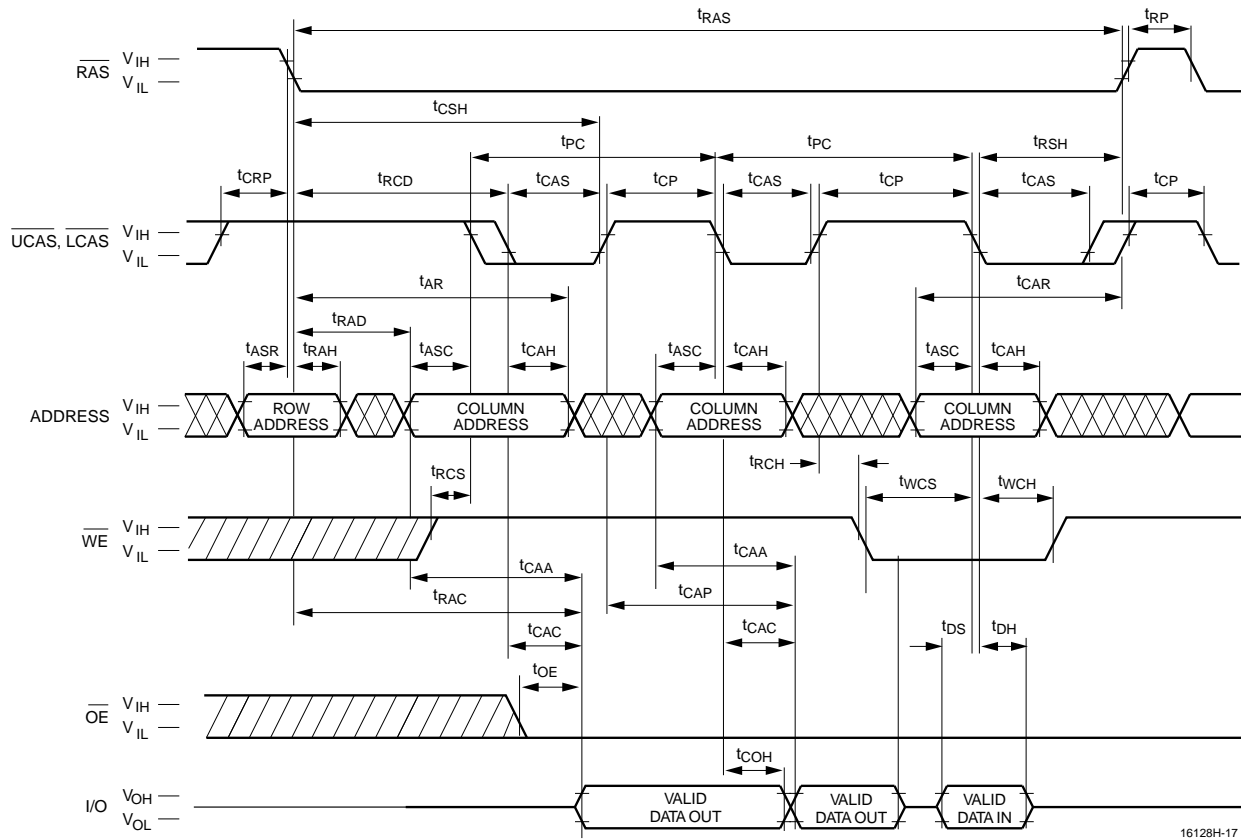 tRAS
tRP
RAS
VIH
VIL
tCSH
tPC
tPC
tRSH
tCRP
tRCD
tCAS
tCP
tCAS
tCP
tCAS
tCP
UCAS, LCAS
VIH
VIL
tAR
tCAR
tRAD
tASR
tRAH
tASC
tCAH
tASC
tCAH
tASC
tCAH
ADDRESS
VIH
VIL
ROW
ADDRESS
COLUMN
ADDRESS
COLUMN
ADDRESS
COLUMN
ADDRESS
tRCH
tRCS
tWCS
tWCH
WE
VIH
VIL
tCAA
tCAA
tRAC
tCAP
tCAC
tCAC
tDS
tDH
tOE
OE
VIH
VIL
tCOH
I/O
VOH
VOL
VALID
DATA OUT
VALID
DATA OUT
VALID
DATA IN
16128H-17